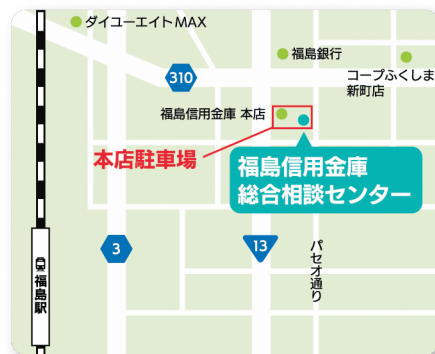 ダイユーエイトMAX
福島銀行
コープふくしま
新町店
310
福島信用金庫 本店
本店駐車場
福島信用金庫
総合相談センター
3
13
パセオ通り
福島駅